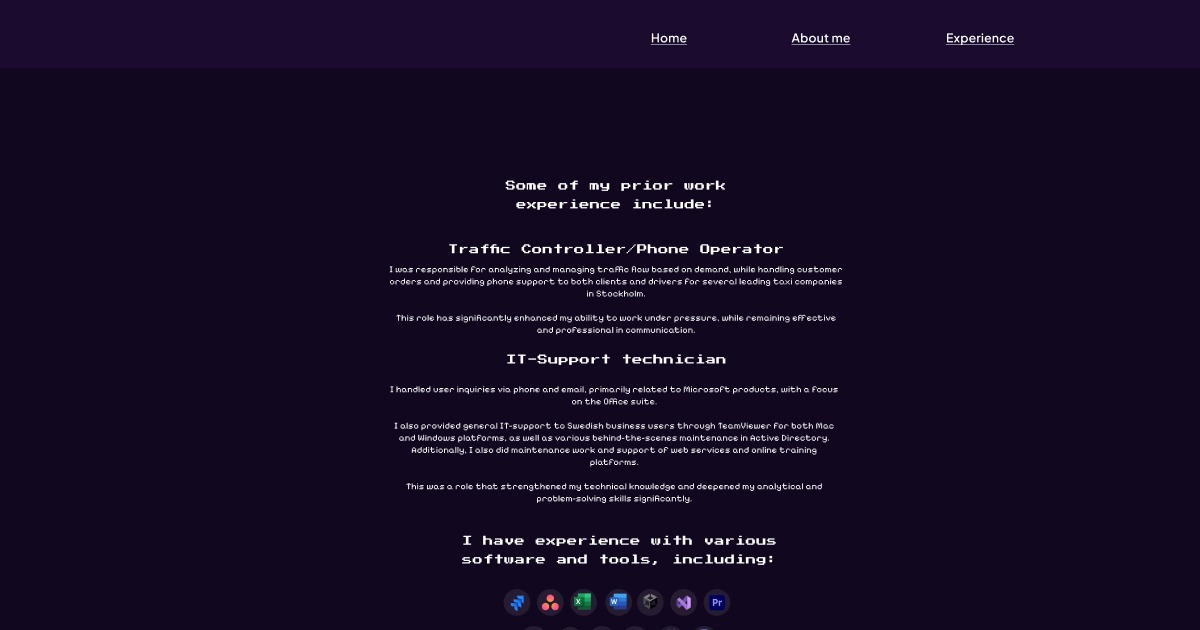 Home
About me
Experience
Some of my prior work
experience include:
Traffic Controller/Phone Operator
I was responsible for analyzing and managing traffic flow based on demand, while handling customer
orders and providing phone support to both clients and drivers for several leading taxi companies
in Stockholm.
This role has significantly enhanced my ability to work under pressure, while remaining effective
and professional in communication.
IT-Support technician
I handled user inquiries via phone and email, primarily related to Microsoft products, with a focus
on the Office suite.
I also provided general IT-support to Swedish business users through TeamViewer for both Mac
and Windows platforms, as well as various behind-the-scenes maintenance in Active Directory.
Additionally, I also did maintenance work and support of web services and online training
platforms.
This was a role that strengthened my technical knowledge and deepened my analytical and
problem-solving skills significantly.
I have experience with various
software and tools, including:
X
W
Pr